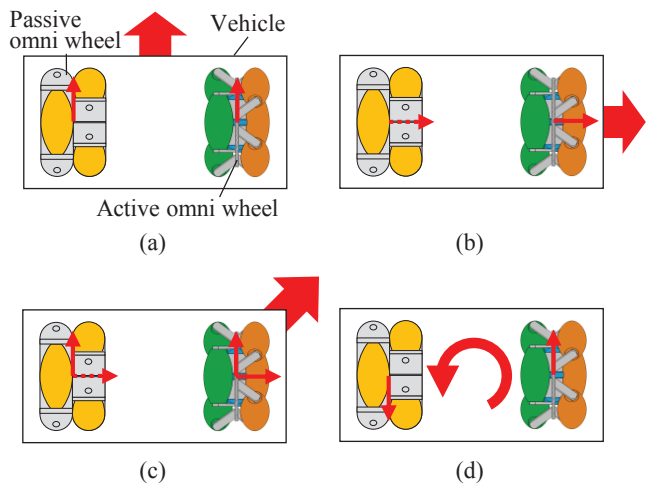 Passive
omni wheel
Vehicle
Active omni wheel
(a)
(b)
(c)
(d)